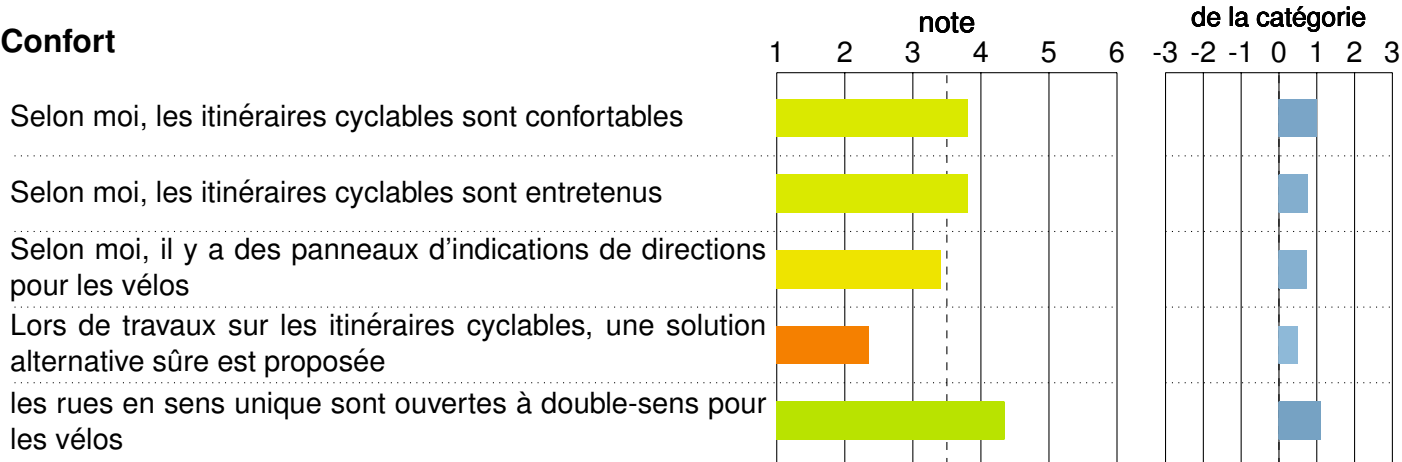 note
de la catégorie
Confort
1 2 3 4 5 6
-3 -2 -1 0 1 2 3
Selon moi, les itinéraires cyclables sont confortables
Selon moi, les itinéraires cyclables sont entretenus
Selon moi, il y a des panneaux d'indications de directions
pour les vélos
Lors de travaux sur les itinéraires cyclables, une solution
alternative sûre est proposée
les rues en sens unique sont ouvertes à double-sens pour
les vélos